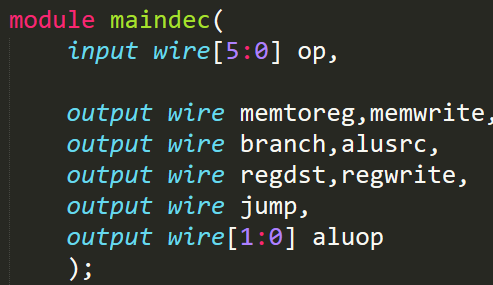 module maindec(
    input wire[5:0] op,

    output wire memtoreg,memwrite,
    output wire branch,alusrc,
    output wire regdst,regwrite,
    output wire jump,
    output wire[1:0] aluop
    );